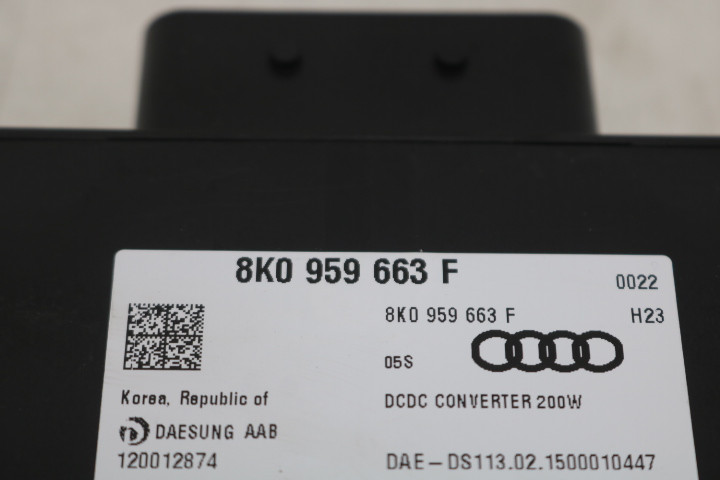 8K0 959 663 F
0022
8K0 959 663 F H23
05S
Korea, Republic of DCDC CONVERTER 200W
DAESUNG AAB
120012874 DAE-DS113.02.1500010447